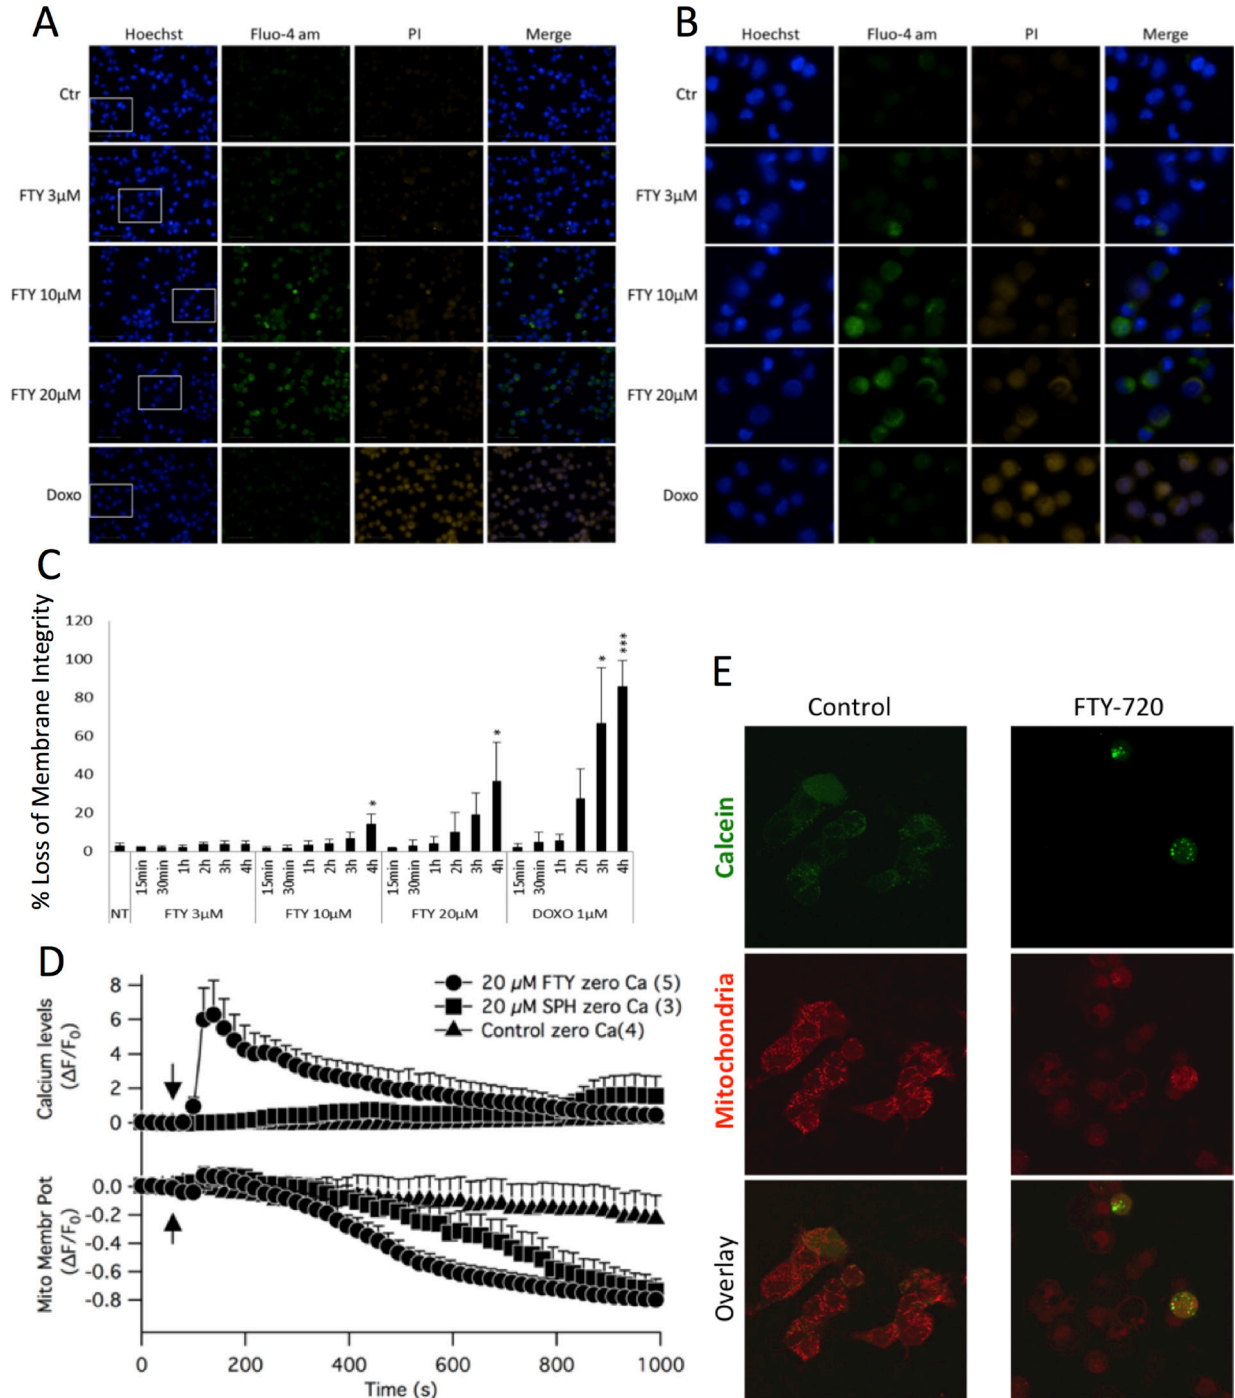 A
Hoechst Fluo-4 am PI Merge
Ctr
FTY 3µM
FTY 10µM
FTY 20µM
Doxo
B
Hoechst Fluo-4 am PI Merge
Ctr
FTY 3µM
FTY 10µM
FTY 20µM
Doxo
C
% Loss of Membrane Integrity
120
100
80
60
40
20
0
* * * ***
15min 30min 1h 2h 3h 4h 15min 30min 1h 2h 3h 4h 15min 30min 1h 2h 3h 4h 15min 30min 1h 2h 3h 4h
NT FTY 3µM FTY 10µM FTY 20µM DOXO 1µM
D
Calcium levels
(ΔF/F0)
8
6
4
2
0
20 µM FTY zero Ca (5)
20 µM SPH zero Ca (3)
Control zero Ca(4)
Mito Membr Pot
(ΔF/F0)
0.0
-0.2
-0.4
-0.6
-0.8
0 200 400 600 800 1000
Time (s)
E
Control FTY-720
Calcein
Mitochondria
Overlay